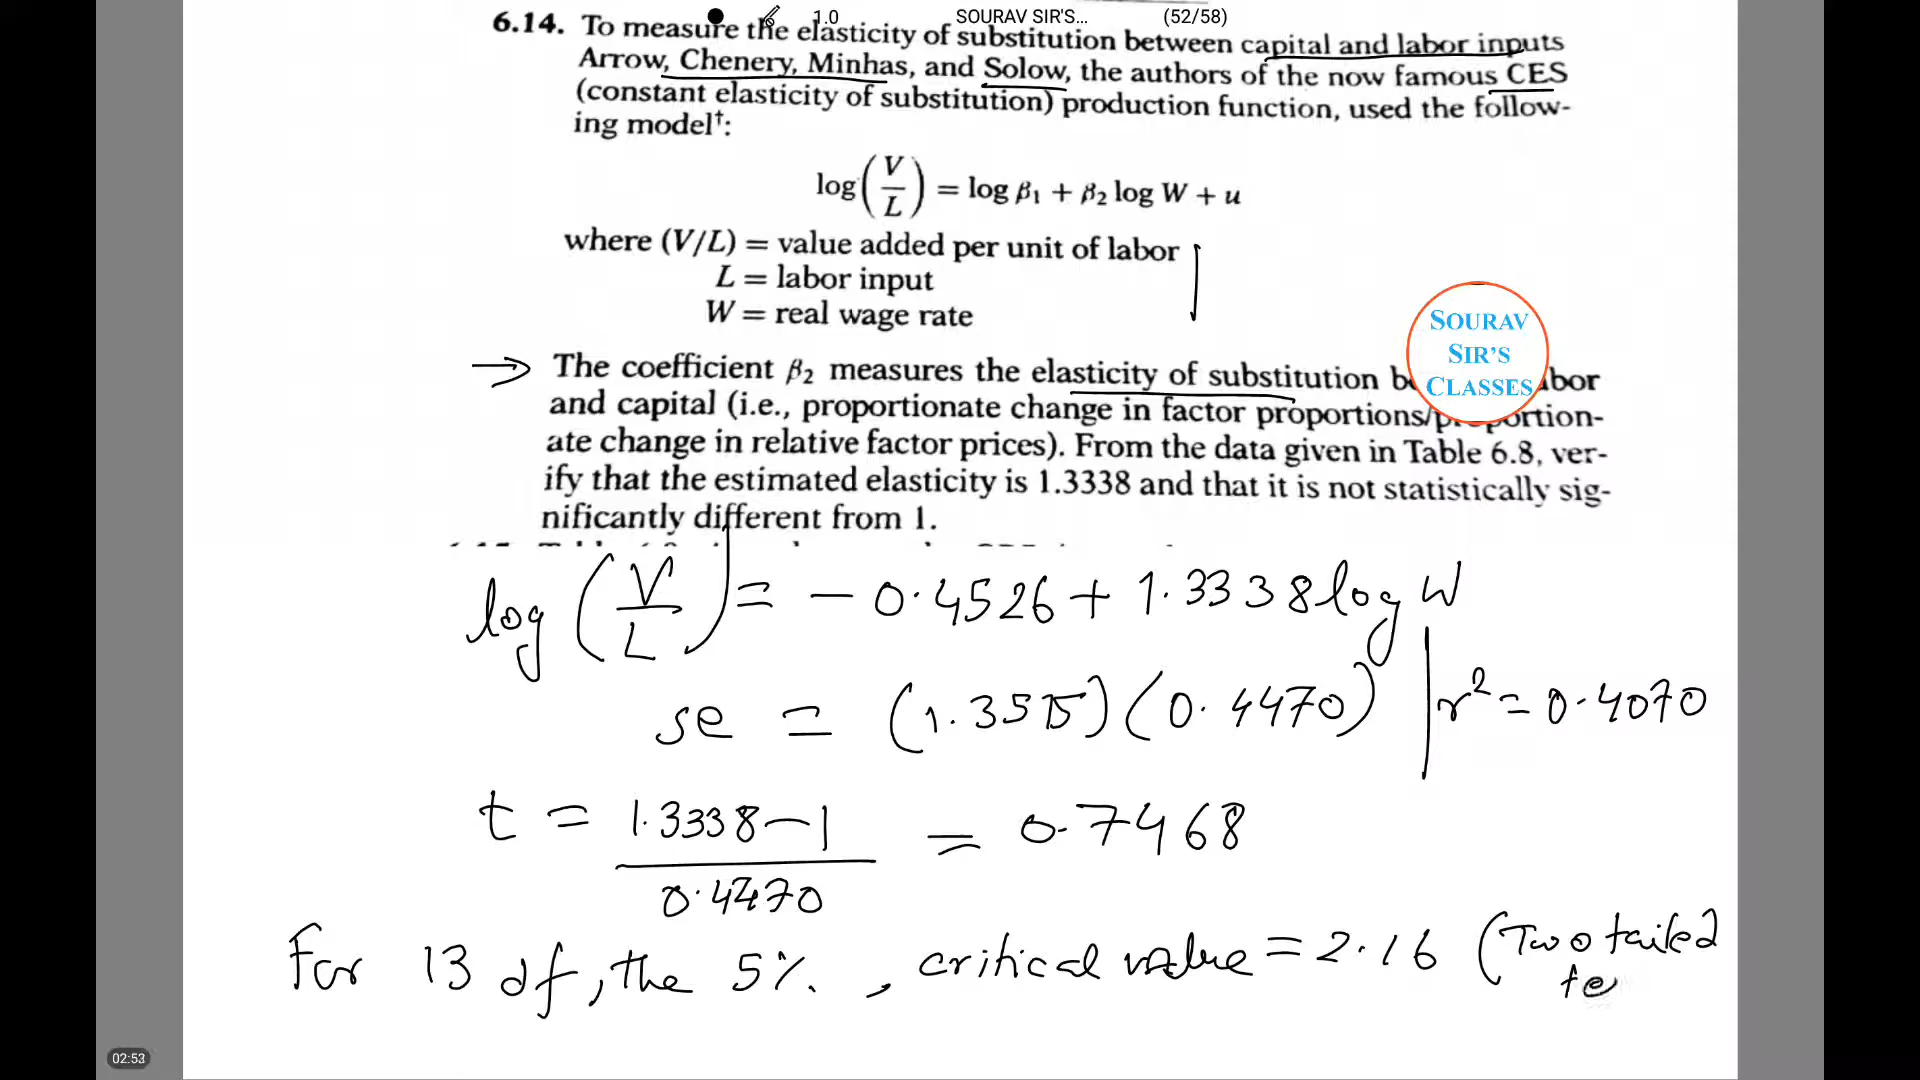 1.0 SOURAV SIR'S... (52/58)
6.14. To measure the elasticity of substitution between capital and labor inputs
Arrow, Chenery, Minhas, and Solow, the authors of the now famous CES
(constant elasticity of substitution) production function, used the follow-
ing model†:
log(V/L) = log β₁ + β₂ log W + u
where (V/L) = value added per unit of labor
L = labor input
W = real wage rate
SOURAV
SIR'S
CLASSES
→ The coefficient β₂ measures the elasticity of substitution labor
and capital (i.e., proportionate change in factor proportions/proportion-
ate change in relative factor prices). From the data given in Table 6.8, ver-
ify that the estimated elasticity is 1.3338 and that it is not statistically sig-
nificantly different from 1.
log (V/L) = - 0.4526 + 1.3338 log W
se = (1.3515) (0.4470) | r² = 0.4070
t = 1.3338 - 1 / 0.4470 = 0.7468
For 13 df, the 5%, critical value = 2.16 (Two tailed
te
02:53